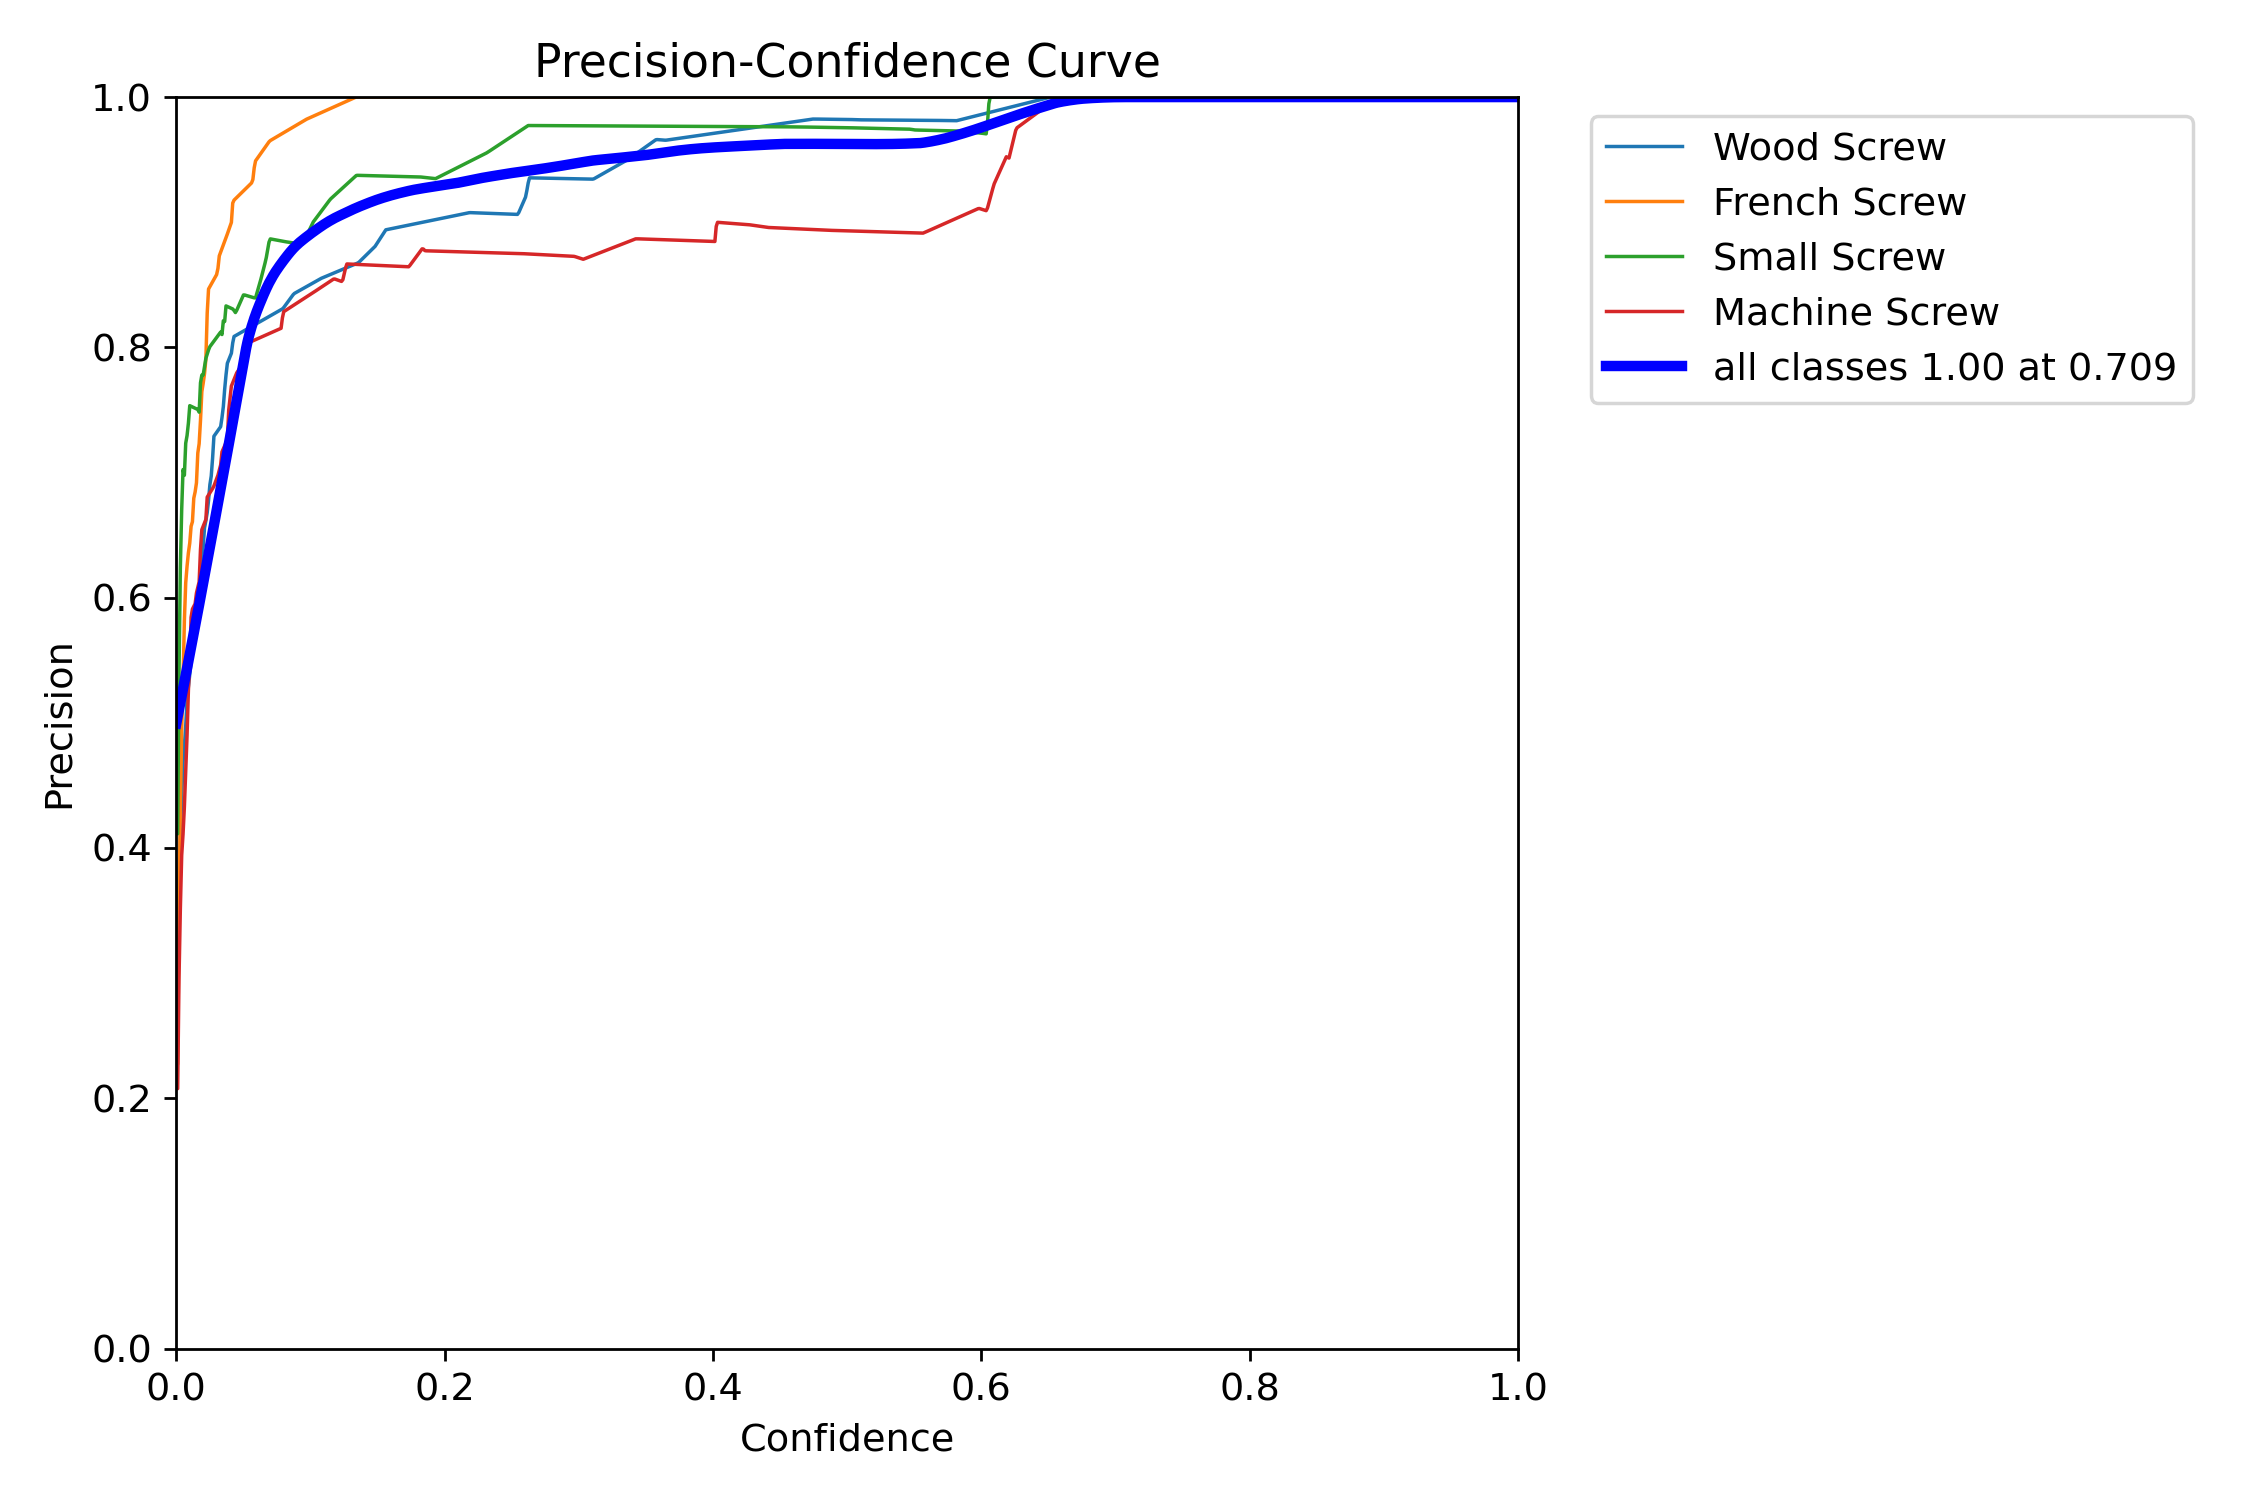 Precision-Confidence Curve
1.0
0.8
0.6
0.4
0.2
0.0
Precision
0.0 0.2 0.4 0.6 0.8 1.0
Confidence
Wood Screw
French Screw
Small Screw
Machine Screw
all classes 1.00 at 0.709